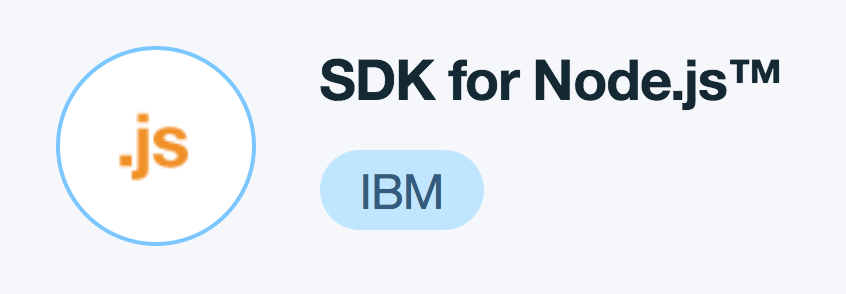 .js
SDK for Node.js™
IBM